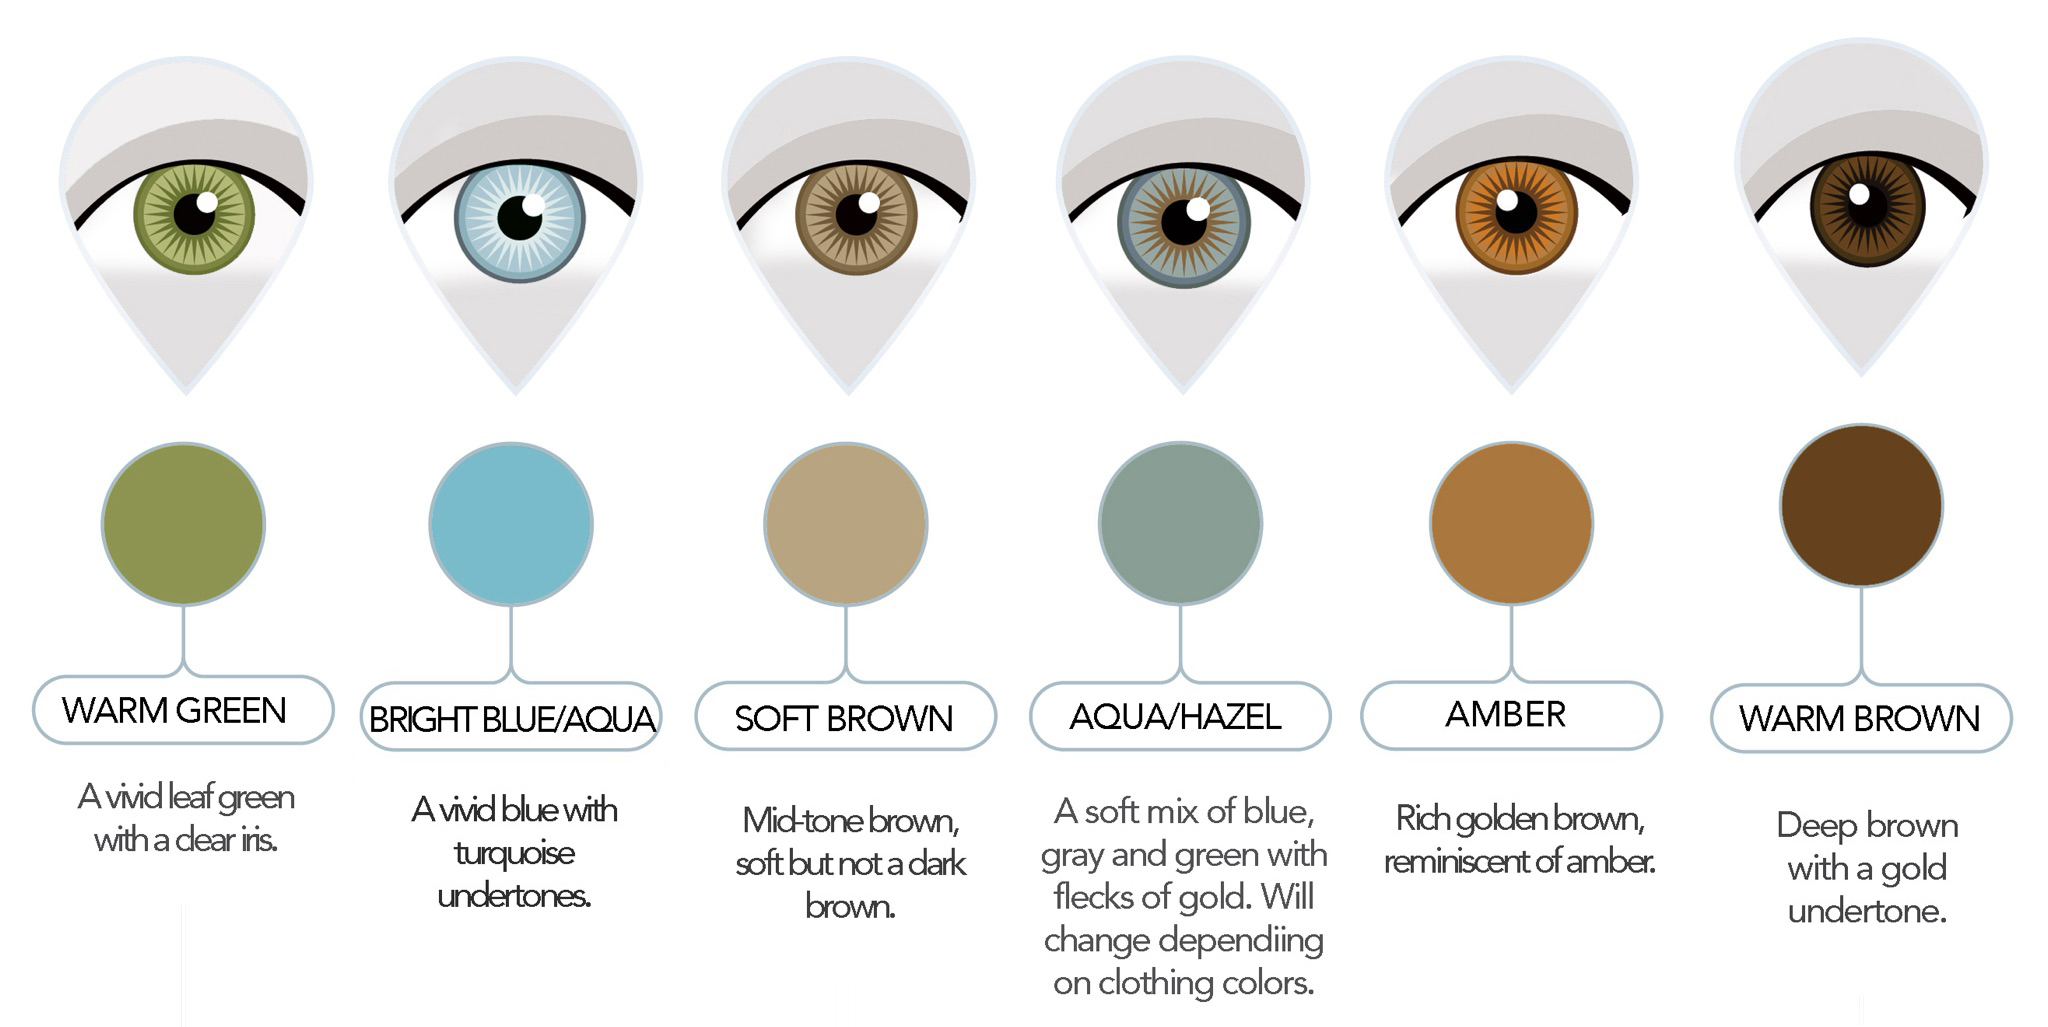 WARM GREEN
A vivid leaf green
with a clear iris.
BRIGHT BLUE/AQUA
A vivid blue with
turquoise
undertones.
SOFT BROWN
Mid-tone brown,
soft but not a dark
brown.
AQUA/HAZEL
A soft mix of blue,
gray and green with
flecks of gold. Will
change dependiing
on clothing colors.
AMBER
Rich golden brown,
reminiscent of amber.
WARM BROWN
Deep brown
with a gold
undertone.